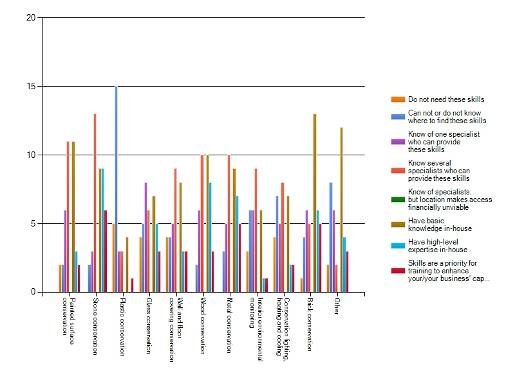 20
15
10
5
0
Do not need these skills
Can not or do not know
where to find these skills
Know of one specialist
who can provide
these skills
Know several
specialists who can
provide these skills
Know of specialists,
but location makes access
financially unviable
Have basic
knowledge in-house
Have high-level
expertise in-house
Skills are a priority for
training to enhance
your/your business' cap...
Painted surface
conservation
Stone conservation
Plastic conservation
Glass conservation
Wall and floor
covering conservation
Wood conservation
Metal conservation
Interior environmental
monitoring
Conservation lighting,
heating and cooling
Brick conservation
Other